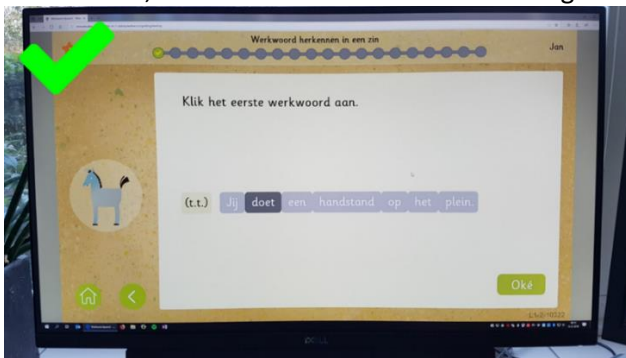 Werkwoord herkennen in een zin
Jan
Klik het eerste werkwoord aan.
(t.t.) Jij doet een handstand op het plein.
Oké
DELL